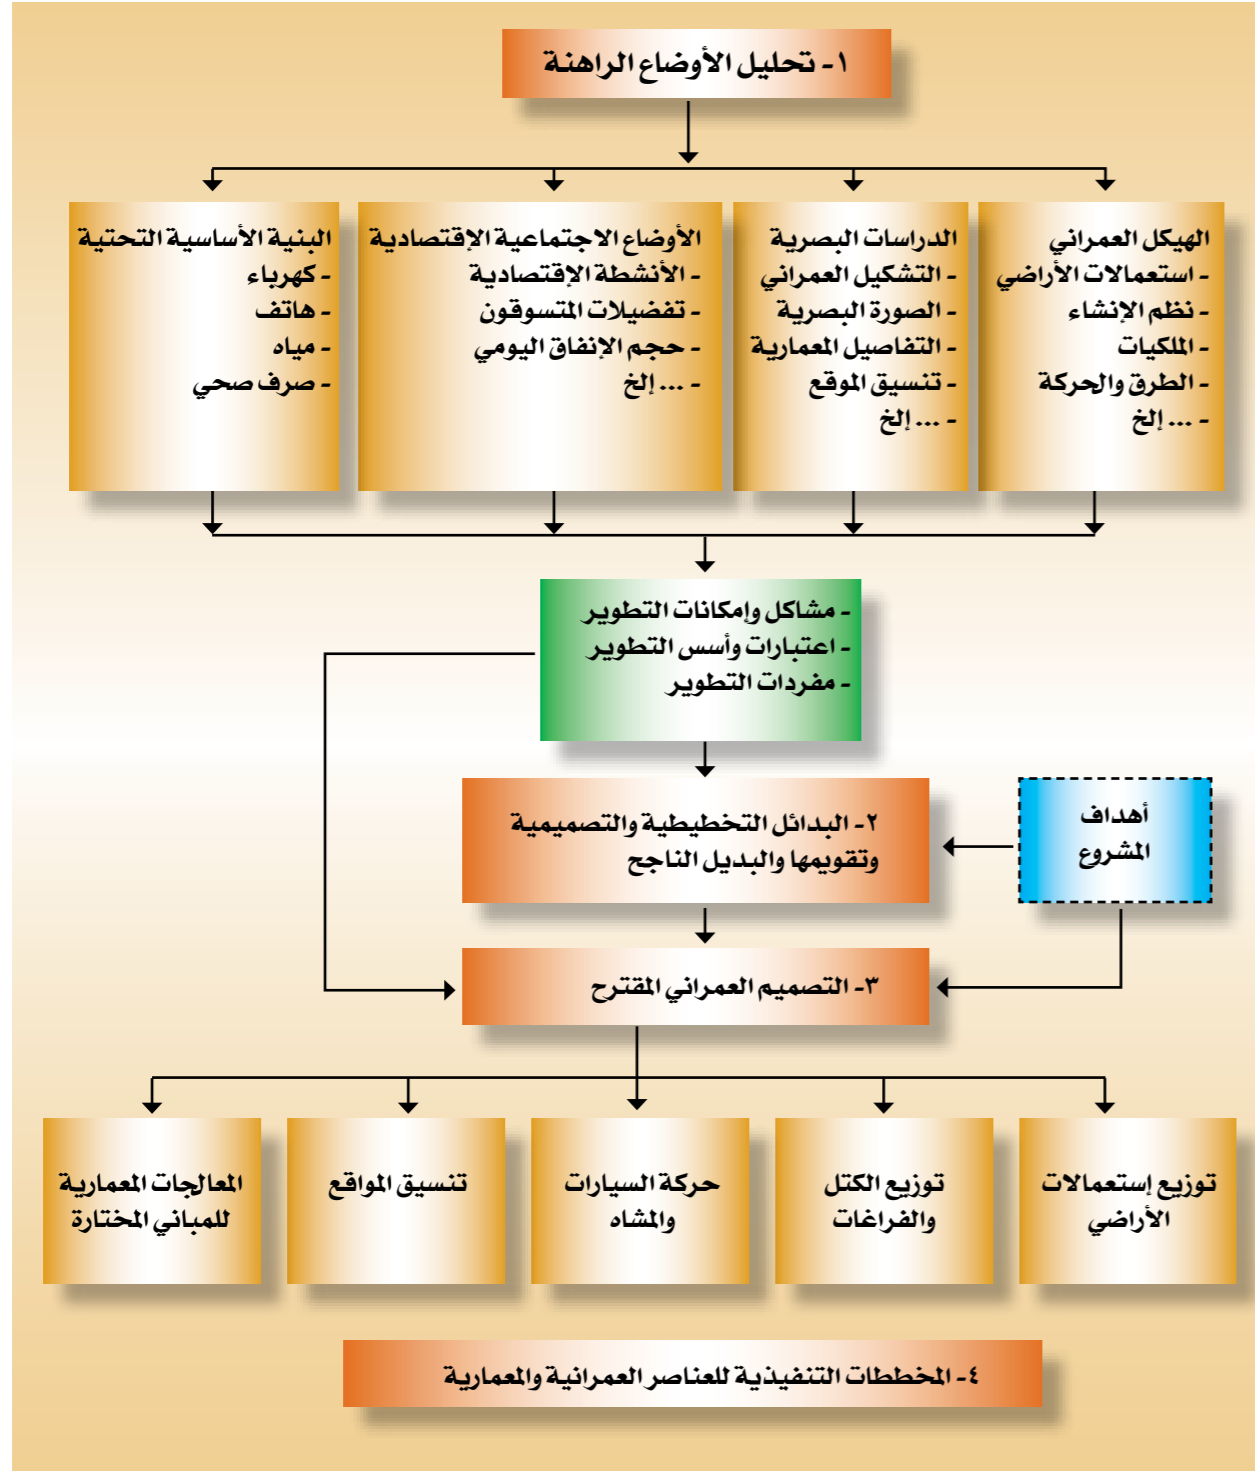 ١- تحليل الأوضاع الراهنة
الهيكل العمراني
- استعمالات الأراضي
- نظم الإنشاء
- الملكيات
- الطرق والحركة
- ... إلخ
الدراسات البصرية
- التشكيل العمراني
- الصورة البصرية
- التفاصيل المعمارية
- تنسيق الموقع
- ... إلخ
الأوضاع الاجتماعية الإقتصادية
- الأنشطة الإقتصادية
- تفضيلات المتسوقون
- حجم الإنفاق اليومي
- ... إلخ
البنية الأساسية التحتية
- كهرباء
- هاتف
- مياه
- صرف صحي
- مشاكل وإمكانات التطوير
- اعتبارات وأسس التطوير
- مفردات التطوير
أهداف
المشروع
٢- البدائل التخطيطية والتصميمية
وتقويمها والبديل الناجح
٣- التصميم العمراني المقترح
توزيع إستعمالات
الأراضي
توزيع الكتل
والفراغات
حركة السيارات
والمشاه
تنسيق المواقع
المعالجات المعمارية
للمباني المختارة
٤- المخططات التنفيذية للعناصر العمرانية والمعمارية